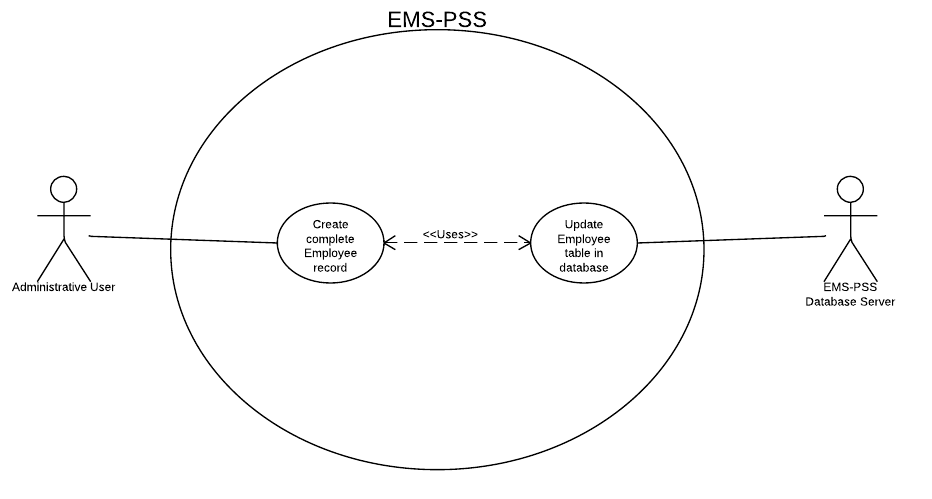 EMS-PSS
Create
complete
Employee
record
<<Uses>>
Update
Employee
table in
database
Administrative User
EMS-PSS
Database Server